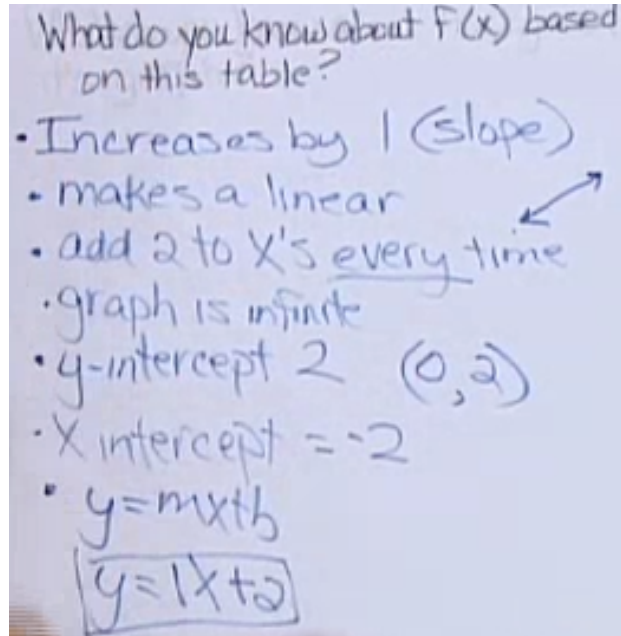 What do you know about F(x) based
on this table?
• Increases by 1 (slope)
• makes a linear
• add 2 to X's every time
• graph is infinite
• y-intercept 2 (0,2)
• X intercept = -2
• y=mx+b
y=1x+2